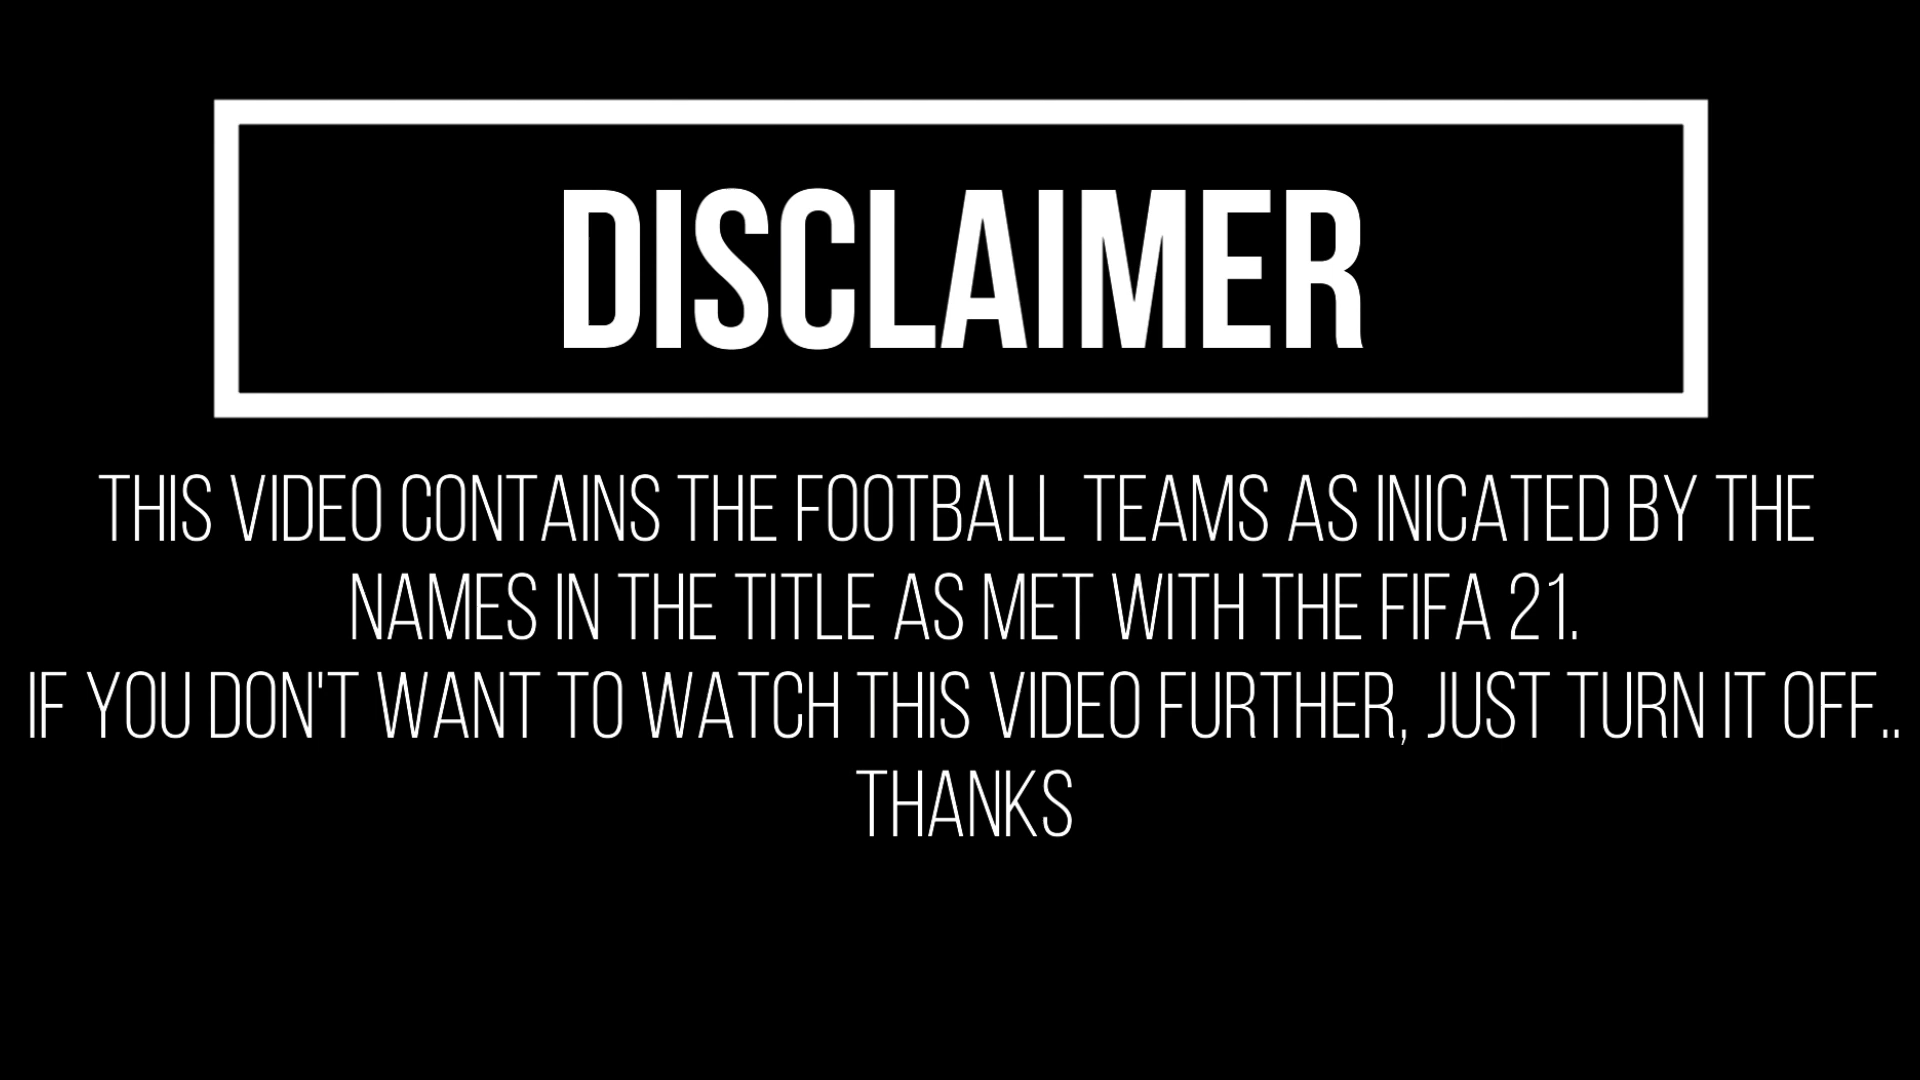 DISCLAIMER
THIS VIDEO CONTAINS THE FOOTBALL TEAMS AS INICATED BY THE
NAMES IN THE TITLE AS MET WITH THE FIFA 21.
IF YOU DON'T WANT TO WATCH THIS VIDEO FURTHER, JUST TURN IT OFF..
THANKS